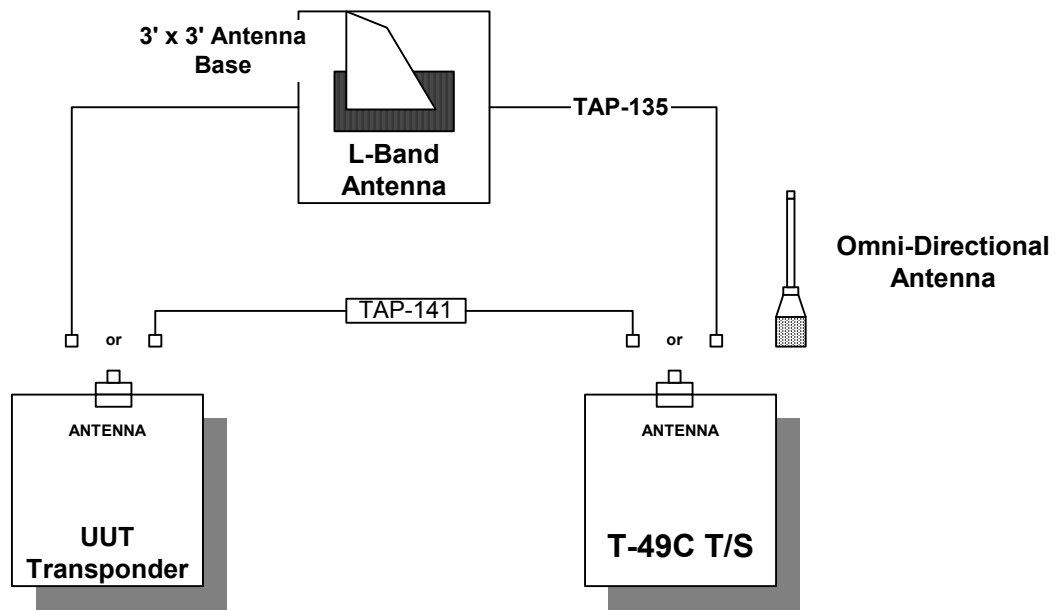 3' x 3' Antenna
Base
TAP-135
L-Band
Antenna
Omni-Directional
Antenna
TAP-141
or
or
ANTENNA
ANTENNA
UUT
Transponder
T-49C T/S